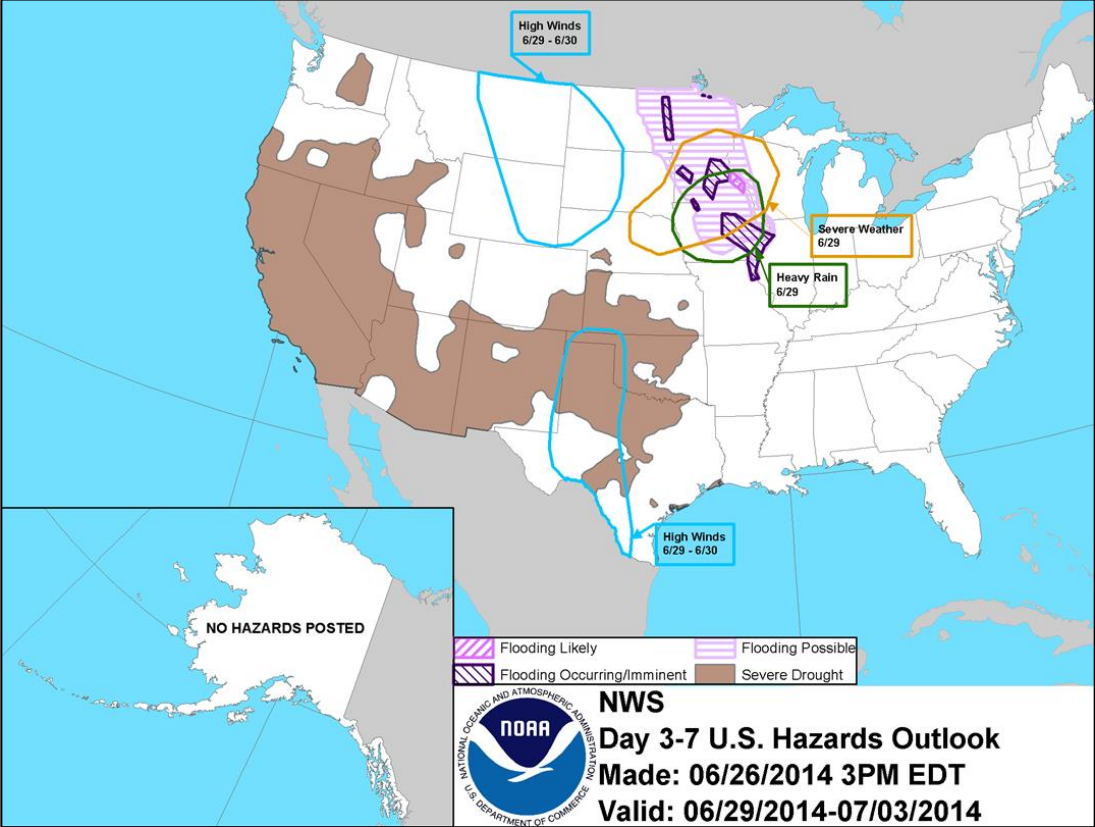 High Winds
6/29 - 6/30
Severe Weather
6/29
Heavy Rain
6/29
High Winds
6/29 - 6/30
NO HAZARDS POSTED
Flooding Likely
Flooding Possible
Flooding Occurring/Imminent
Severe Drought
NATIONAL OCEANIC AND ATMOSPHERIC ADMINISTRATION
NOAA
U.S. DEPARTMENT OF COMMERCE
NWS
Day 3-7 U.S. Hazards Outlook
Made: 06/26/2014 3PM EDT
Valid: 06/29/2014-07/03/2014